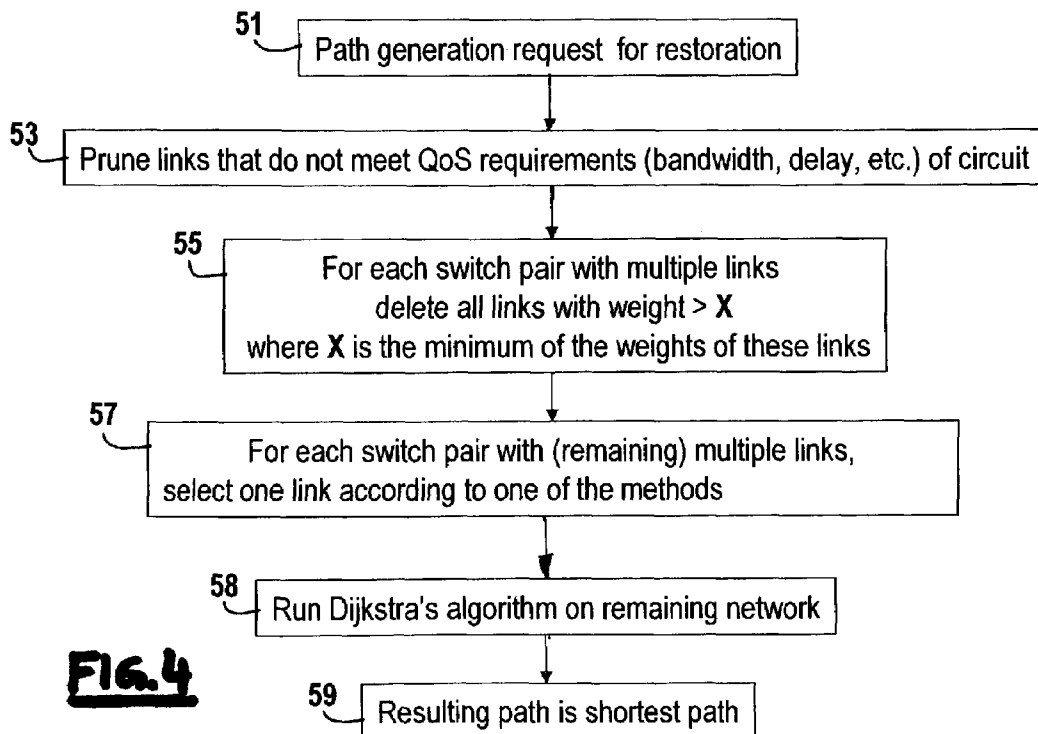 51
Path generation request for restoration
53
Prune links that do not meet QoS requirements (bandwidth, delay, etc.) of circuit
55
For each switch pair with multiple links
delete all links with weight > X
where X is the minimum of the weights of these links
57
For each switch pair with (remaining) multiple links,
select one link according to one of the methods
58
Run Dijkstra's algorithm on remaining network
59
Resulting path is shortest path
FIG.4